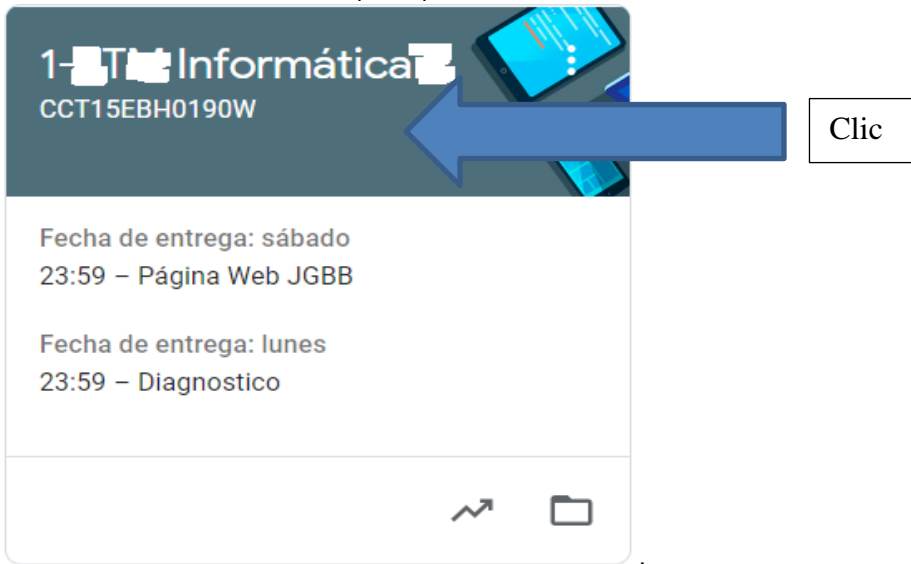 1- T Informática
CCT15EBH0190W
Clic
Fecha de entrega: sábado
23:59 – Página Web JGBB
Fecha de entrega: lunes
23:59 – Diagnostico